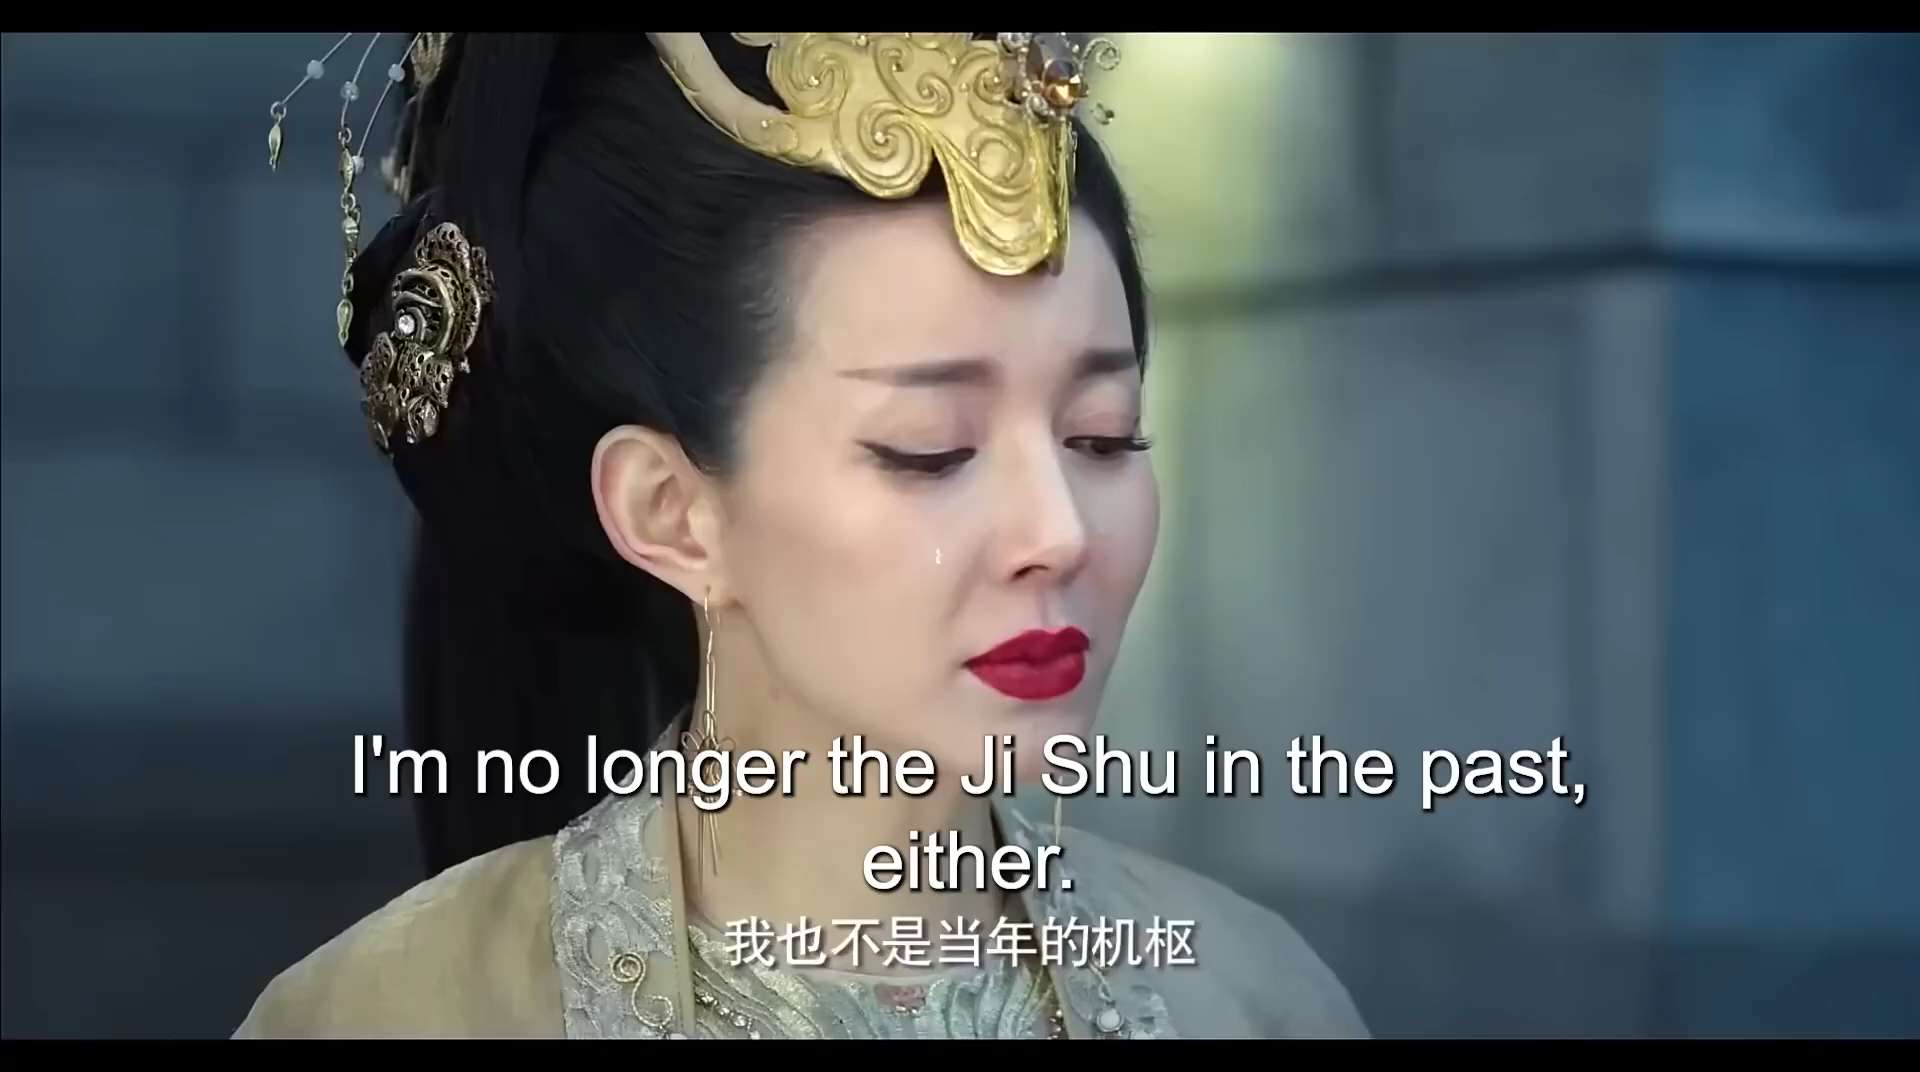 I'm no longer the Ji Shu in the past,
either.
我也不是当年的机枢